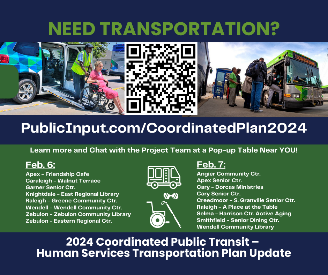 NEED TRANSPORTATION?
PublicInput.com/CoordinatedPlan2024
Learn more and Chat with the Project Team at a Pop-up Table Near YOU!
Feb. 6:
Apex - Friendship Cafe
Caraleigh - Walnut Terrace
Garner Senior Ctr.
Knightdale - East Regional Library
Raleigh - Greene Community Ctr.
Wendell - Wendell Community Ctr.
Zebulon - Zebulon Community Library
Zebulon - Eastern Regional Ctr.
Feb. 7:
Angier Community Ctr.
Apex Senior Ctr.
Cary - Dorcas Ministries
Cary Senior Ctr.
Creedmoor - S. Granville Senior Ctr.
Raleigh - A Place at the Table
Selma - Harrison Ctr. Active Aging
Smithfield - Senior Dining Ctr.
Wendell Community Library
2024 Coordinated Public Transit –
Human Services Transportation Plan Update